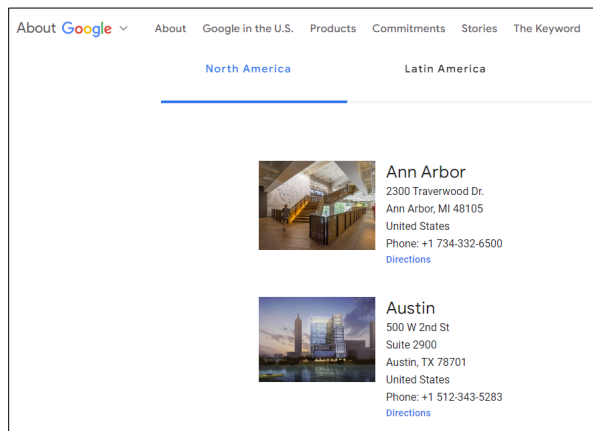 About Google About Google in the U.S. Products Commitments Stories The Keyword
North America Latin America
Ann Arbor
2300 Traverwood Dr.
Ann Arbor, MI 48105
United States
Phone: +1 734-332-6500
Directions
Austin
500 W 2nd St
Suite 2900
Austin, TX 78701
United States
Phone: +1 512-343-5283
Directions